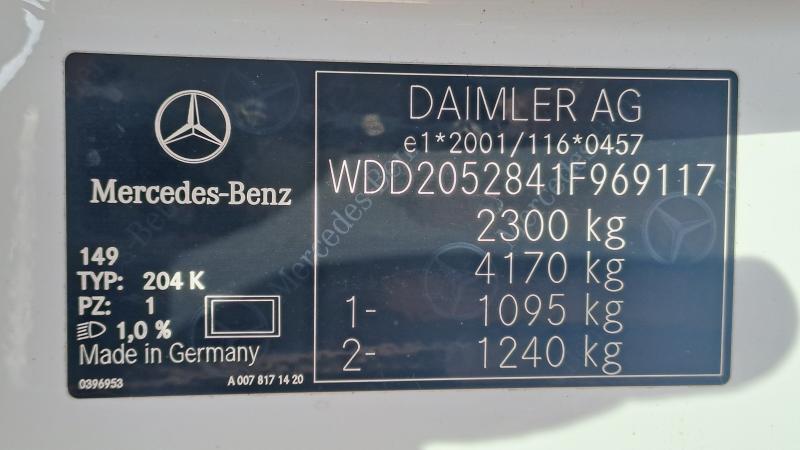 Mercedes-Benz
149
TYP: 204 K
PZ: 1
1,0 %
Made in Germany
0396953
A 007 817 14 20
DAIMLER AG
e1*2001/116*0457
WDD2052841F969117
2300 kg
4170 kg
1- 1095 kg
2- 1240 kg